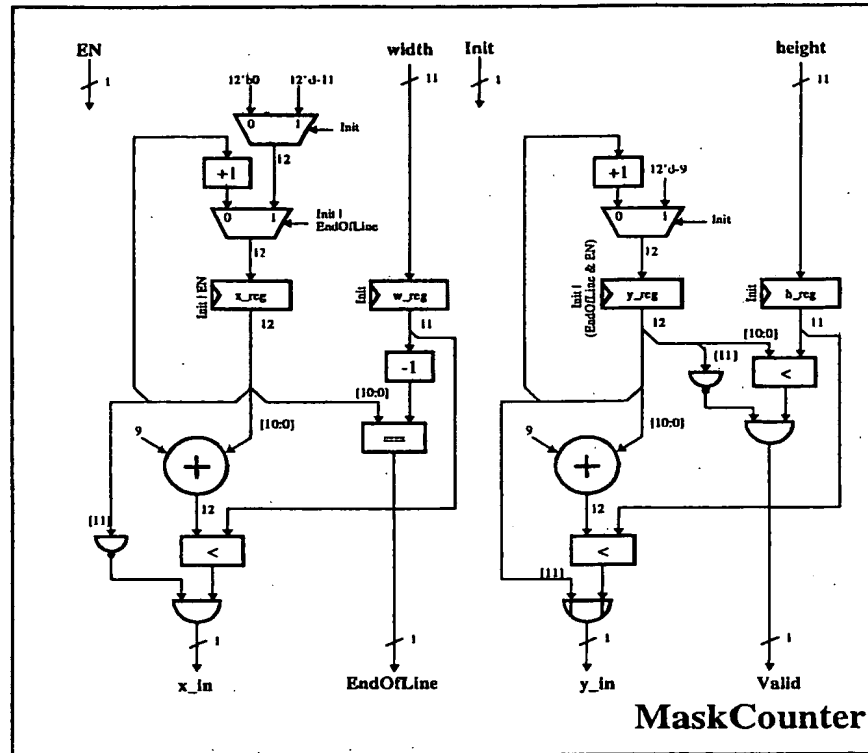 EN width Init height
1 11 1 11
12'b0 12'd-11
0 1 Init
12
+1 +1 12'd-9
0 1 Init | 0 1 Init
EndOfLine
12 12
Init | EN x_reg Init w_reg Init | (EndOfLine & EN) y_reg Init h_reg
12 11 12 11
[10:0]
[11]
-1 <
[10:0]
==
9 + [10:0] 9 + [10:0]
12 12
[11]
< <
[11]
1 1 1 1
x_in EndOfLine y_in Valid
MaskCounter